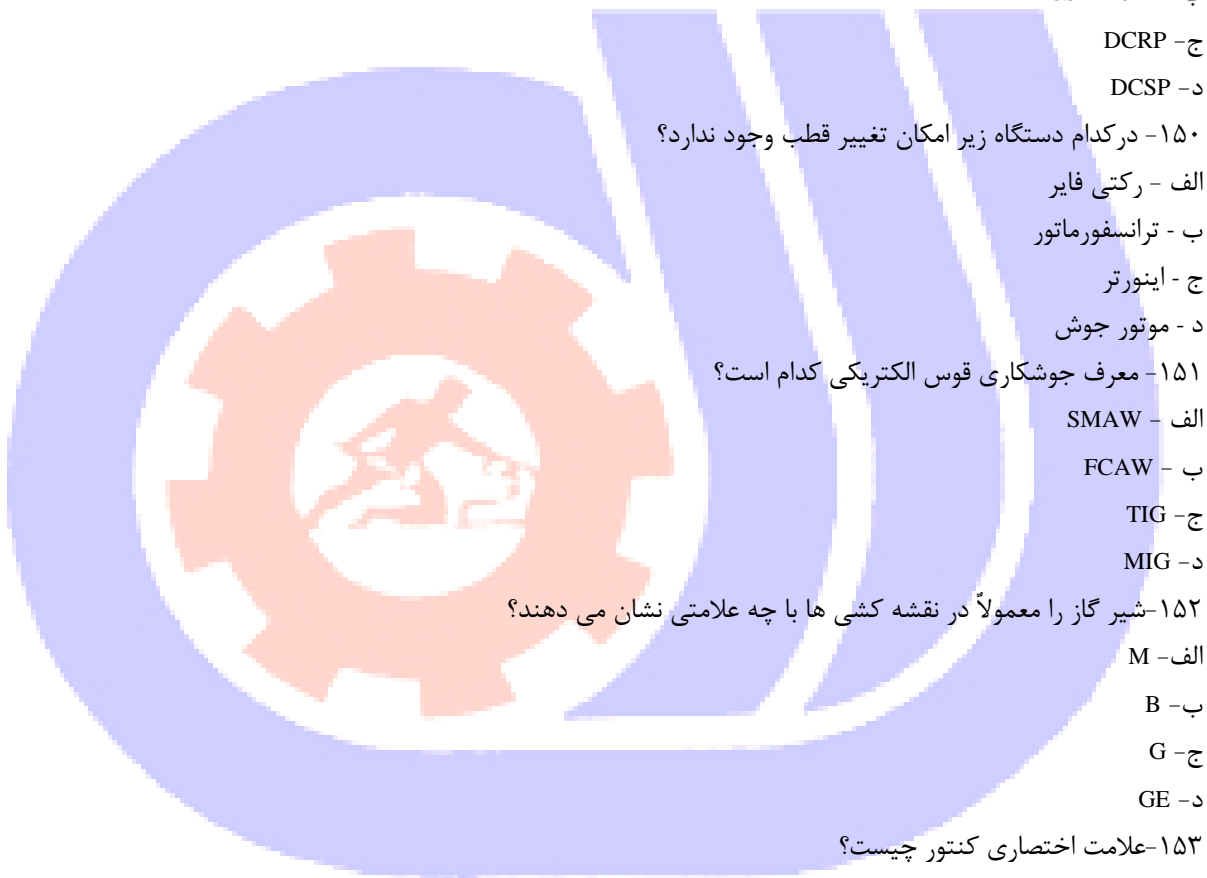 ج- DCRP
د- DCSP
۱۵۰- درکدام دستگاه زیر امکان تغییر قطب وجود ندارد؟
الف - رکتی فایر
ب - ترانسفورماتور
ج - اینورتر
د - موتور جوش
۱۵۱- معرف جوشکاری قوس الکتریکی کدام است؟
الف - SMAW
ب - FCAW
ج- TIG
د- MIG
۱۵۲-شیر گاز را معمولاً در نقشه کشی ها با چه علامتی نشان می دهند؟
الف- M
ب- B
ج- G
د- GE
۱۵۳-علامت اختصاری کنتور چیست؟